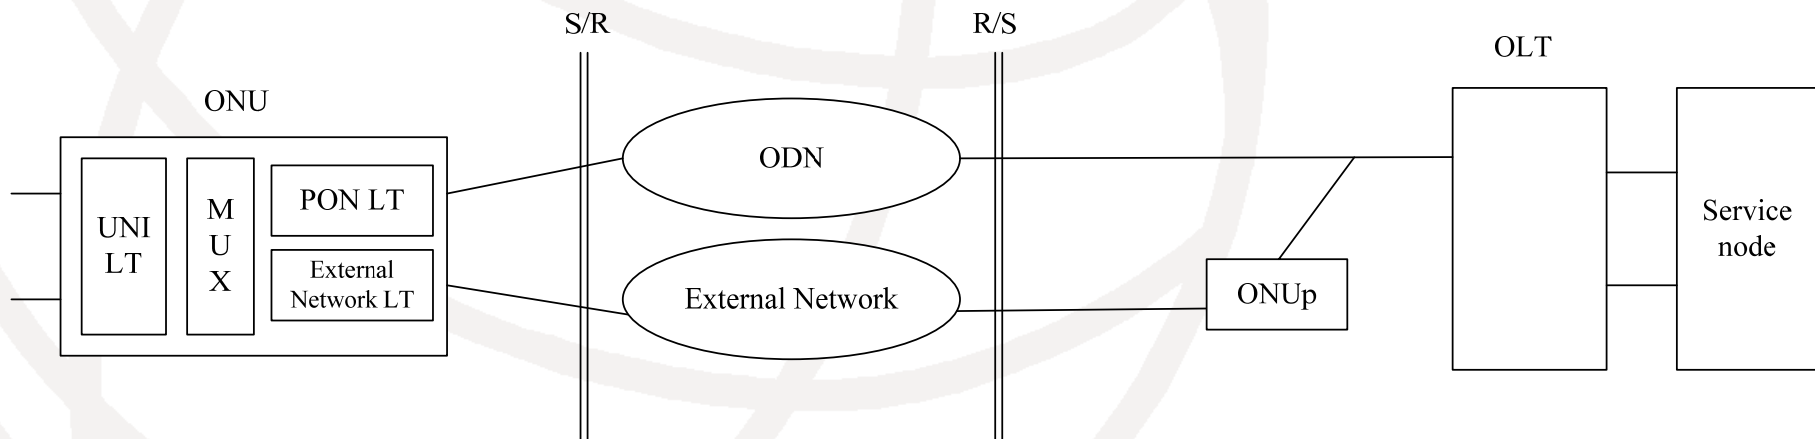 S/R
R/S
OLT
ONU
UNI
LT
M
U
X
PON LT
External
Network LT
ODN
External Network
ONUp
Service
node